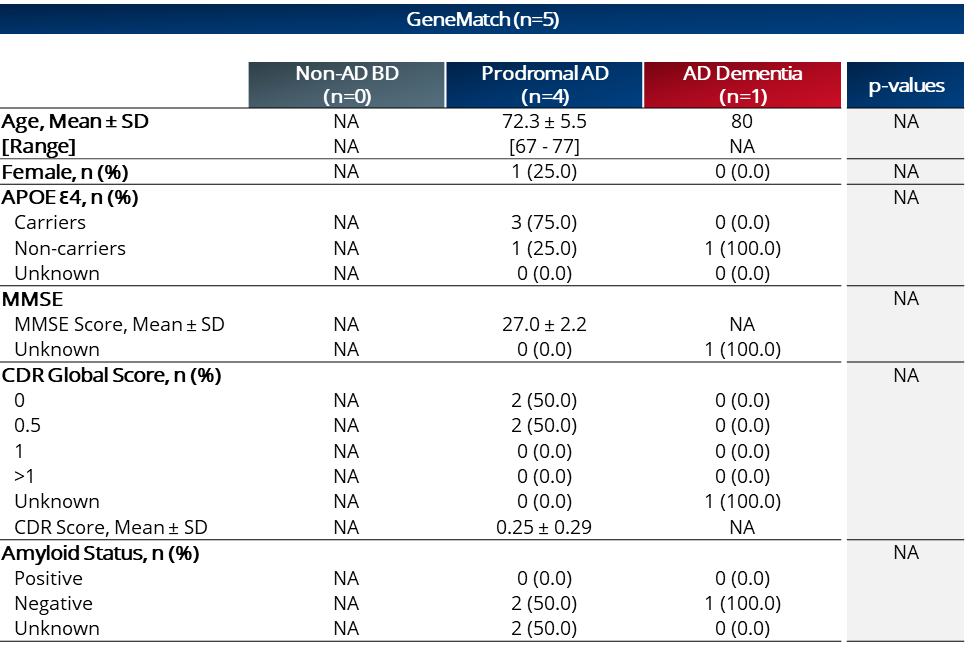 GeneMatch (n=5)
Non-AD BD (n=0) Prodromal AD (n=4) AD Dementia (n=1) p-values
Age, Mean ± SD NA 72.3 ± 5.5 80 NA
[Range] NA [67 - 77] NA
Female, n (%) NA 1 (25.0) 0 (0.0) NA
APOE ε4, n (%) NA
Carriers NA 3 (75.0) 0 (0.0)
Non-carriers NA 1 (25.0) 1 (100.0)
Unknown NA 0 (0.0) 0 (0.0)
MMSE NA
MMSE Score, Mean ± SD NA 27.0 ± 2.2 NA
Unknown NA 0 (0.0) 1 (100.0)
CDR Global Score, n (%) NA
0 NA 2 (50.0) 0 (0.0)
0.5 NA 2 (50.0) 0 (0.0)
1 NA 0 (0.0) 0 (0.0)
>1 NA 0 (0.0) 0 (0.0)
Unknown NA 0 (0.0) 1 (100.0)
CDR Score, Mean ± SD NA 0.25 ± 0.29 NA
Amyloid Status, n (%) NA
Positive NA 0 (0.0) 0 (0.0)
Negative NA 2 (50.0) 1 (100.0)
Unknown NA 2 (50.0) 0 (0.0)